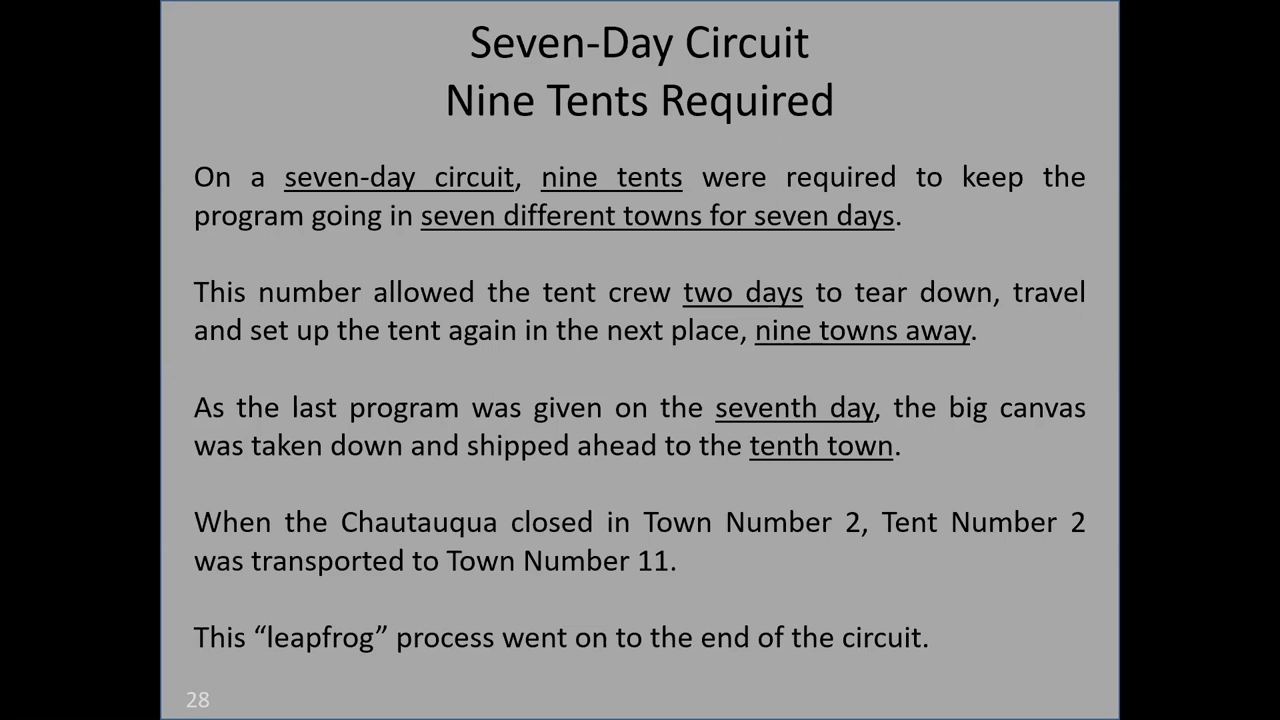 Seven-Day Circuit
Nine Tents Required
On a seven-day circuit, nine tents were required to keep the
program going in seven different towns for seven days.
This number allowed the tent crew two days to tear down, travel
and set up the tent again in the next place, nine towns away.
As the last program was given on the seventh day, the big canvas
was taken down and shipped ahead to the tenth town.
When the Chautauqua closed in Town Number 2, Tent Number 2
was transported to Town Number 11.
This “leapfrog” process went on to the end of the circuit.
28